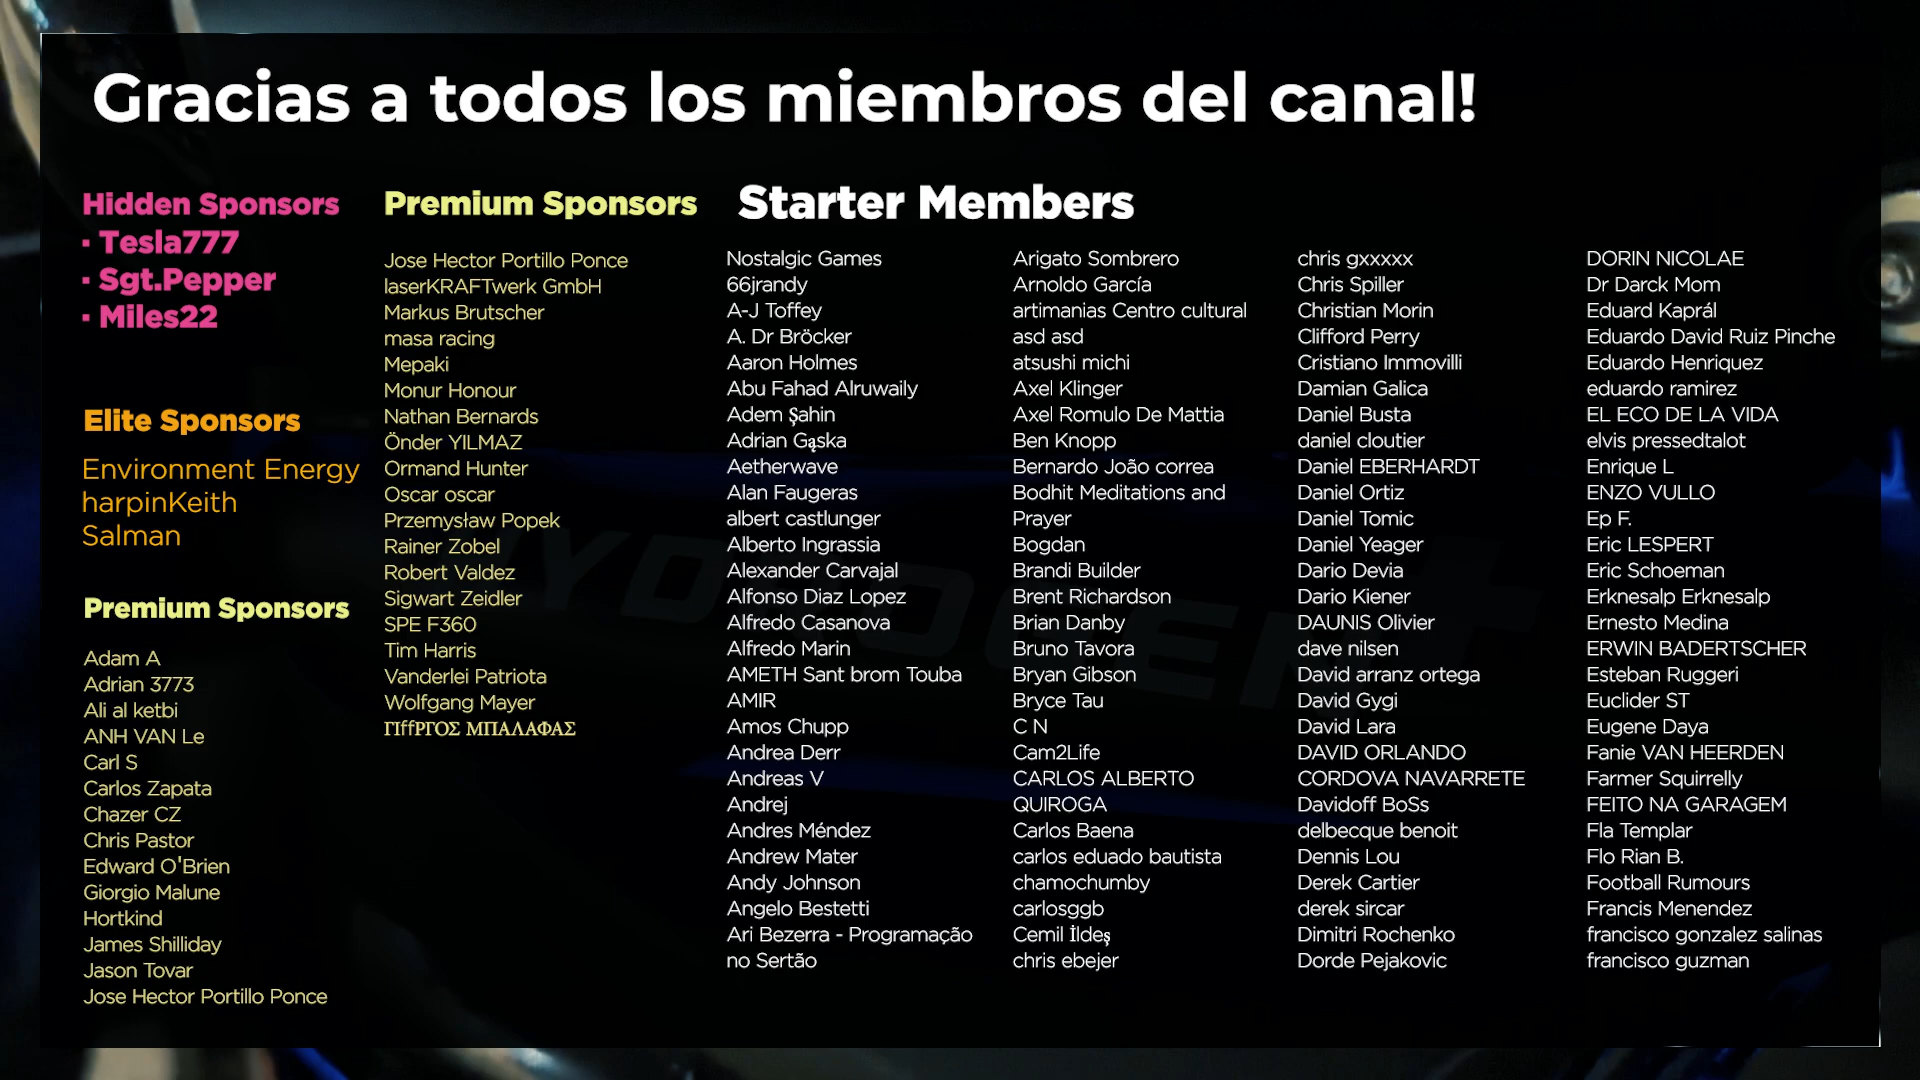 Gracias a todos los miembros del canal!
Hidden Sponsors
· Tesla777
· Sgt.Pepper
· Miles22
Elite Sponsors
Environment Energy
harpinKeith
Salman
Premium Sponsors
Adam A
Adrian 3773
Ali al ketbi
ANH VAN Le
Carl S
Carlos Zapata
Chazer CZ
Chris Pastor
Edward O'Brien
Giorgio Malune
Hortkind
James Shilliday
Jason Tovar
Jose Hector Portillo Ponce
Premium Sponsors
Jose Hector Portillo Ponce
laserKRAFTwerk GmbH
Markus Brutscher
masa racing
Mepaki
Monur Honour
Nathan Bernards
Önder YILMAZ
Ormand Hunter
Oscar oscar
Przemysław Popek
Rainer Zobel
Robert Valdez
Sigwart Zeidler
SPE F360
Tim Harris
Vanderlei Patriota
Wolfgang Mayer
ΓΙffΡΓΟΣ ΜΠΑΛΑΦΑΣ
Starter Members
Nostalgic Games
66jrandy
A-J Toffey
A. Dr Bröcker
Aaron Holmes
Abu Fahad Alruwaily
Adem Şahin
Adrian Gąska
Aetherwave
Alan Faugeras
albert castlunger
Alberto Ingrassia
Alexander Carvajal
Alfonso Diaz Lopez
Alfredo Casanova
Alfredo Marin
AMETH Sant brom Touba
AMIR
Amos Chupp
Andrea Derr
Andreas V
Andrej
Andres Méndez
Andrew Mater
Andy Johnson
Angelo Bestetti
Ari Bezerra - Programação
no Sertão
Arigato Sombrero
Arnoldo García
artimanias Centro cultural
asd asd
atsushi michi
Axel Klinger
Axel Romulo De Mattia
Ben Knopp
Bernardo João correa
Bodhit Meditations and
Prayer
Bogdan
Brandi Builder
Brent Richardson
Brian Danby
Bruno Tavora
Bryan Gibson
Bryce Tau
C N
Cam2Life
CARLOS ALBERTO
QUIROGA
Carlos Baena
carlos eduado bautista
chamochumby
carlosggb
Cemil İldeş
chris ebejer
chris gxxxxx
Chris Spiller
Christian Morin
Clifford Perry
Cristiano Immovilli
Damian Galica
Daniel Busta
daniel cloutier
Daniel EBERHARDT
Daniel Ortiz
Daniel Tomic
Daniel Yeager
Dario Devia
Dario Kiener
DAUNIS Olivier
dave nilsen
David arranz ortega
David Gygi
David Lara
DAVID ORLANDO
CORDOVA NAVARRETE
Davidoff BoSs
delbecque benoit
Dennis Lou
Derek Cartier
derek sircar
Dimitri Rochenko
Dorde Pejakovic
DORIN NICOLAE
Dr Darck Mom
Eduard Kaprál
Eduardo David Ruiz Pinche
Eduardo Henriquez
eduardo ramirez
EL ECO DE LA VIDA
elvis pressedtalot
Enrique L
ENZO VULLO
Ep F.
Eric LESPERT
Eric Schoeman
Erknesalp Erknesalp
Ernesto Medina
ERWIN BADERTSCHER
Esteban Ruggeri
Euclider ST
Eugene Daya
Fanie VAN HEERDEN
Farmer Squirrelly
FEITO NA GARAGEM
Fla Templar
Flo Rian B.
Football Rumours
Francis Menendez
francisco gonzalez salinas
francisco guzman